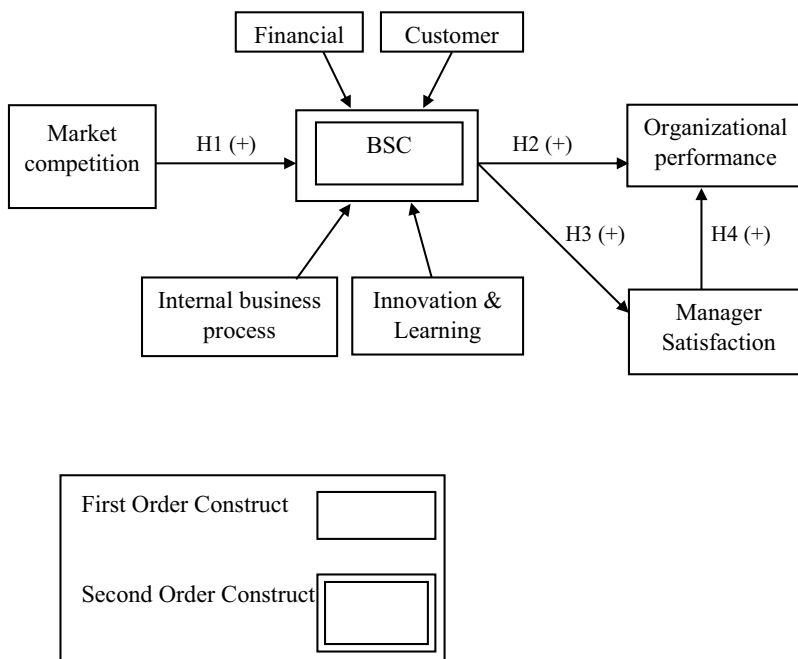 Financial
Customer
Market
competition
H1 (+)
BSC
H2 (+)
Organizational
performance
H3 (+)
H4 (+)
Internal business
process
Innovation &
Learning
Manager
Satisfaction
First Order Construct
Second Order Construct